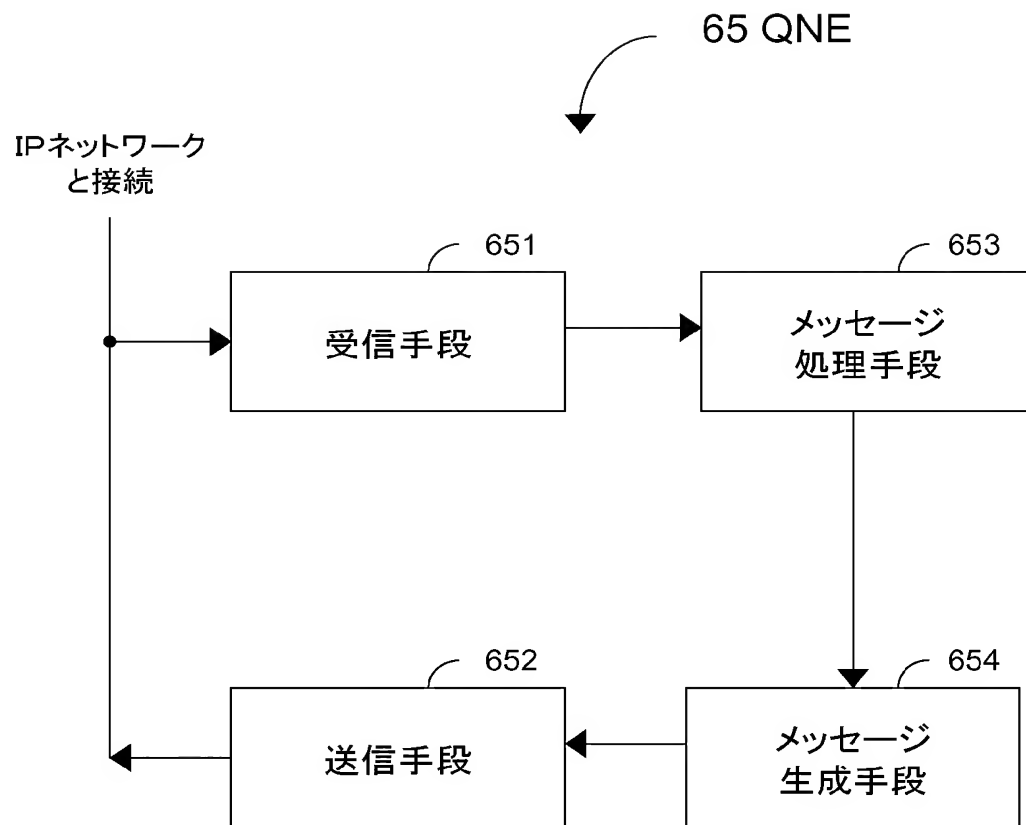 65 QNE
IPネットワーク
と接続
651
受信手段
653
メッセージ
処理手段
652
送信手段
654
メッセージ
生成手段